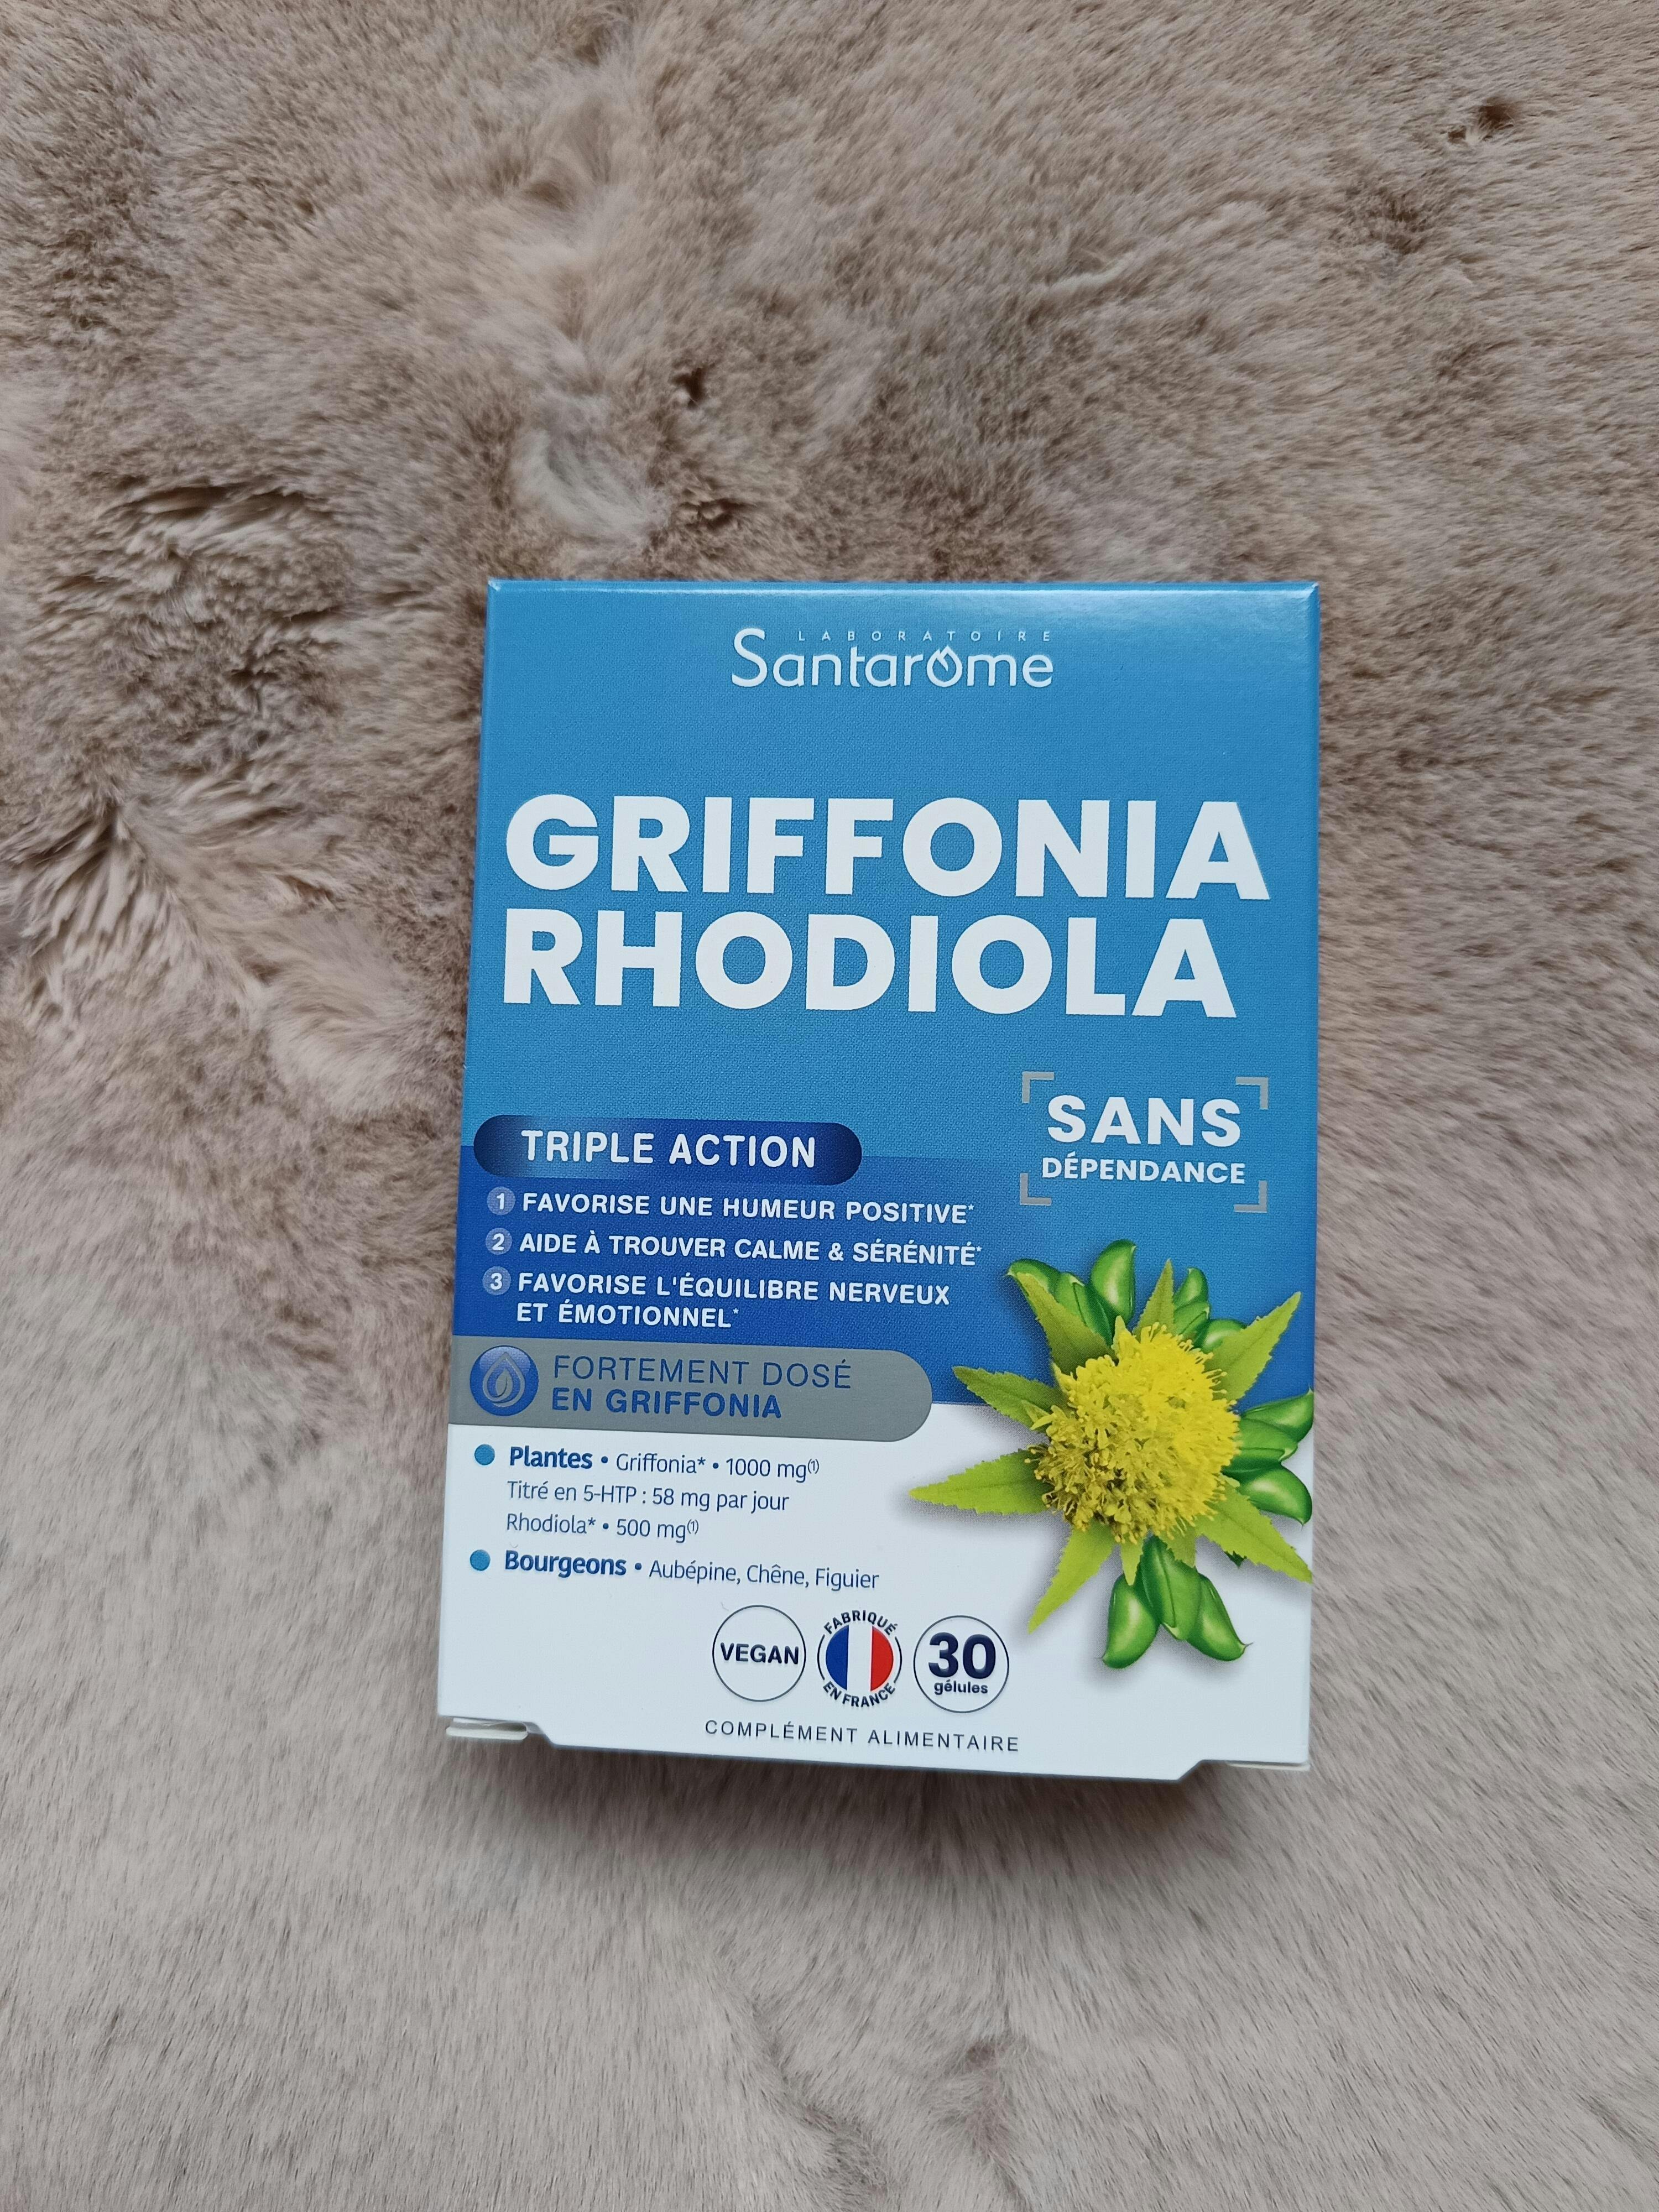 LABORATOIRE
Santarome
GRIFFONIA
RHODIOLA
SANS
DÉPENDANCE
TRIPLE ACTION
1 FAVORISE UNE HUMEUR POSITIVE*
2 AIDE À TROUVER CALME & SÉRÉNITÉ*
3 FAVORISE L'ÉQUILIBRE NERVEUX
ET ÉMOTIONNEL*
FORTEMENT DOSÉ
EN GRIFFONIA
Plantes • Griffonia* • 1000 mg(1)
Titré en 5-HTP : 58 mg par jour
Rhodiola* • 500 mg(1)
Bourgeons • Aubépine, Chêne, Figuier
VEGAN
FABRIQUÉ
EN FRANCE
30
gélules
COMPLÉMENT ALIMENTAIRE